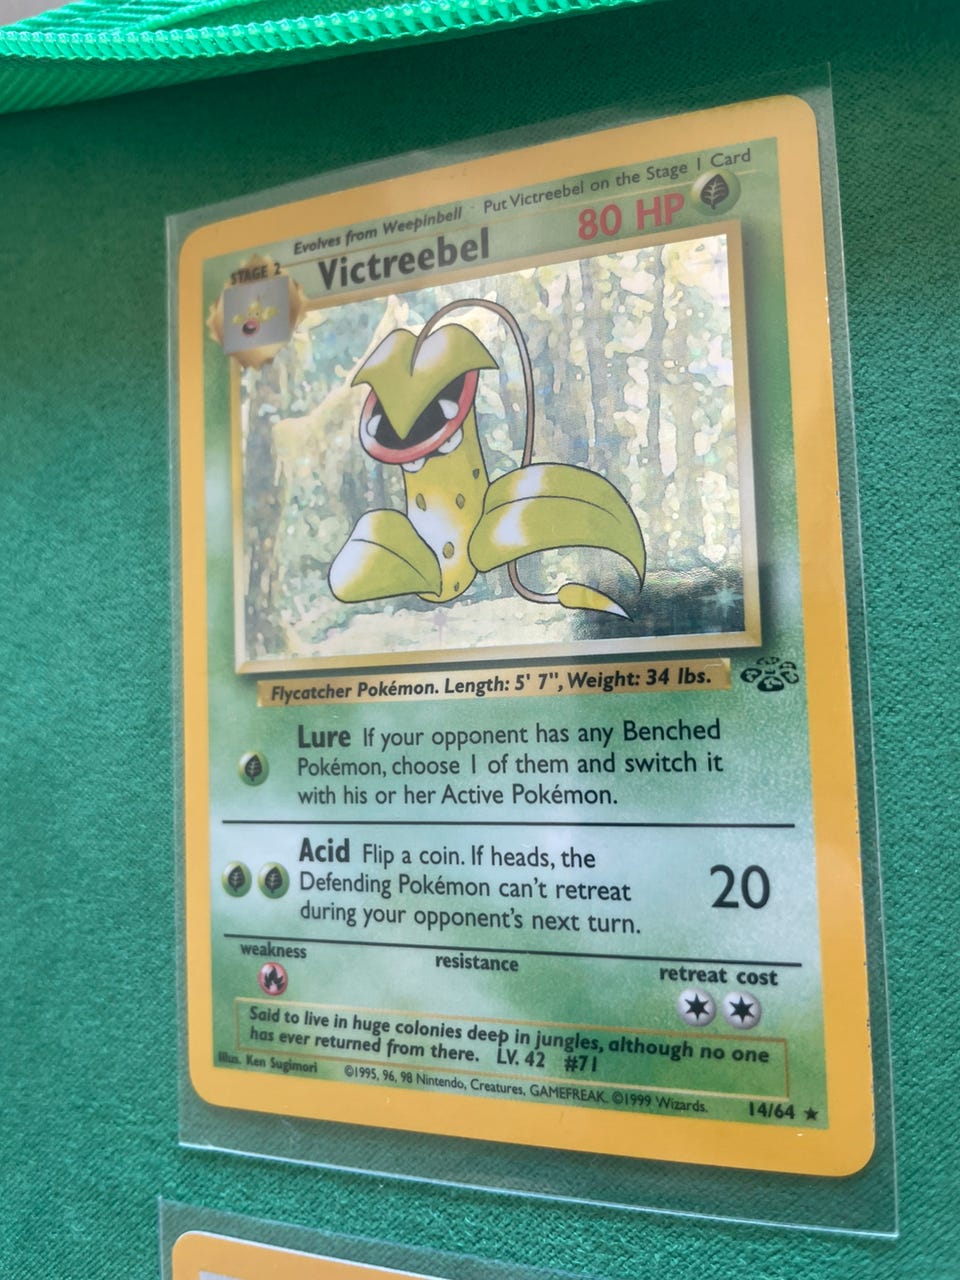 Evolves from Weepinbell Put Victreebel on the Stage 1 Card
STAGE 2
Victreebel
80 HP
Flycatcher Pokémon. Length: 5' 7", Weight: 34 lbs.
Lure If your opponent has any Benched
Pokémon, choose 1 of them and switch it
with his or her Active Pokémon.
Acid Flip a coin. If heads, the
Defending Pokémon can't retreat
during your opponent's next turn.
20
weakness
resistance
retreat cost
Said to live in huge colonies deep in jungles, although no one
has ever returned from there. LV. 42 #71
Illus. Ken Sugimori
©1995, 96, 98 Nintendo, Creatures, GAMEFREAK. ©1999 Wizards.
14/64 ★